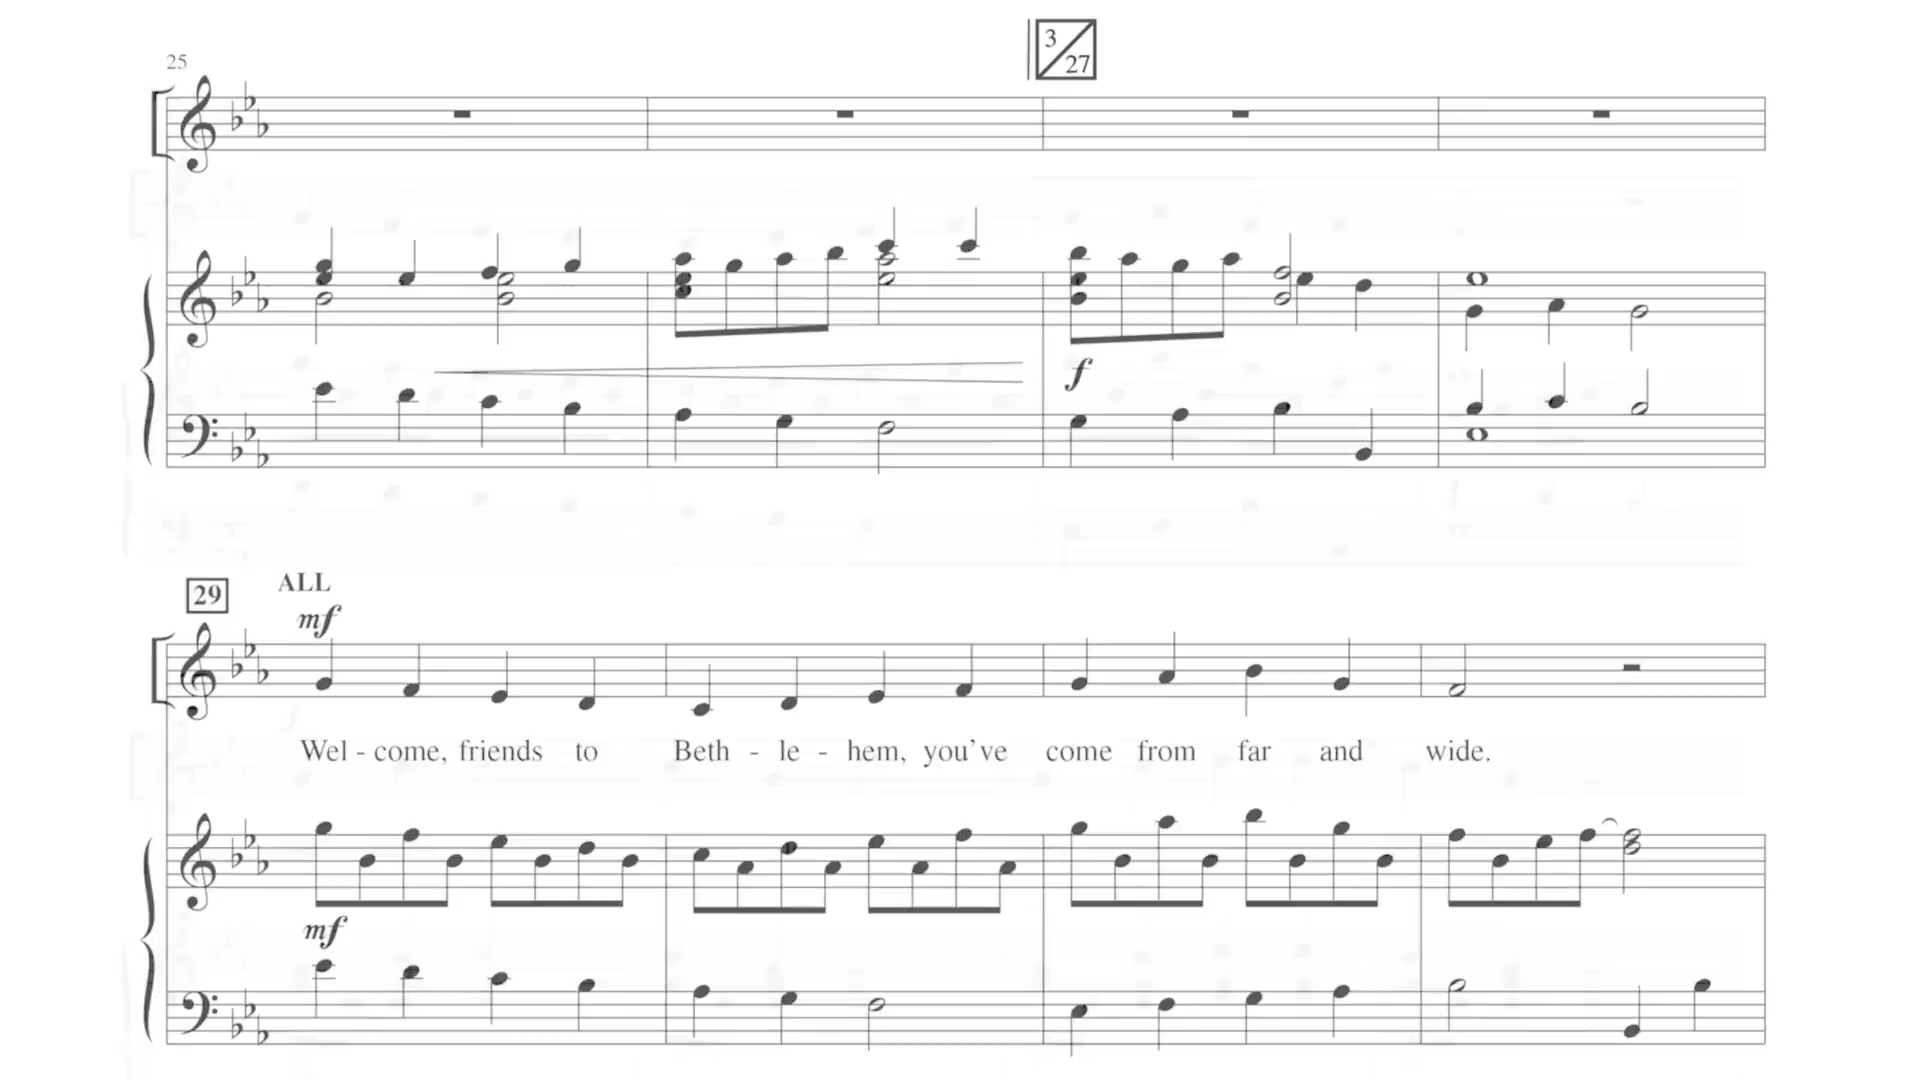 3/27
25
f
29 ALL
mf
Wel - come, friends to Beth - le - hem, you've come from far and wide.
mf